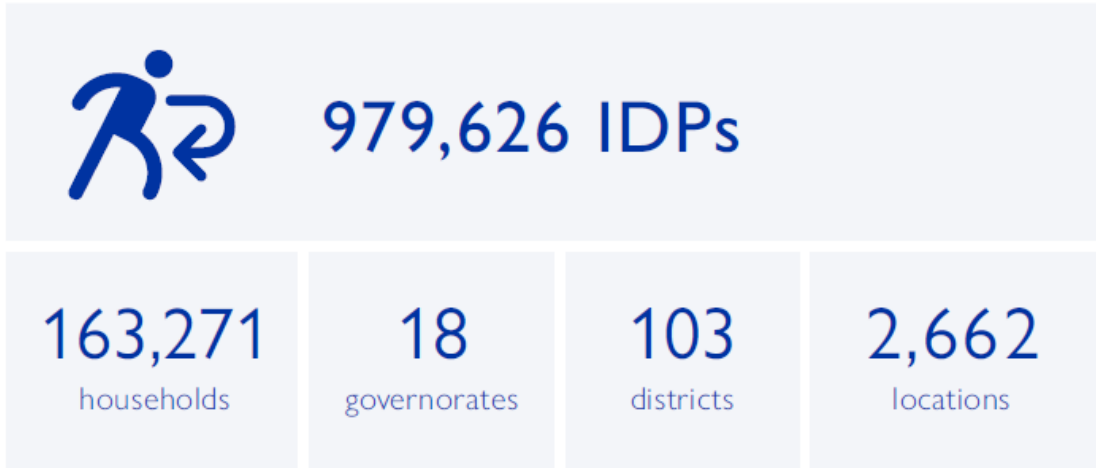 979,626 IDPs
163,271
households
18
governorates
103
districts
2,662
locations